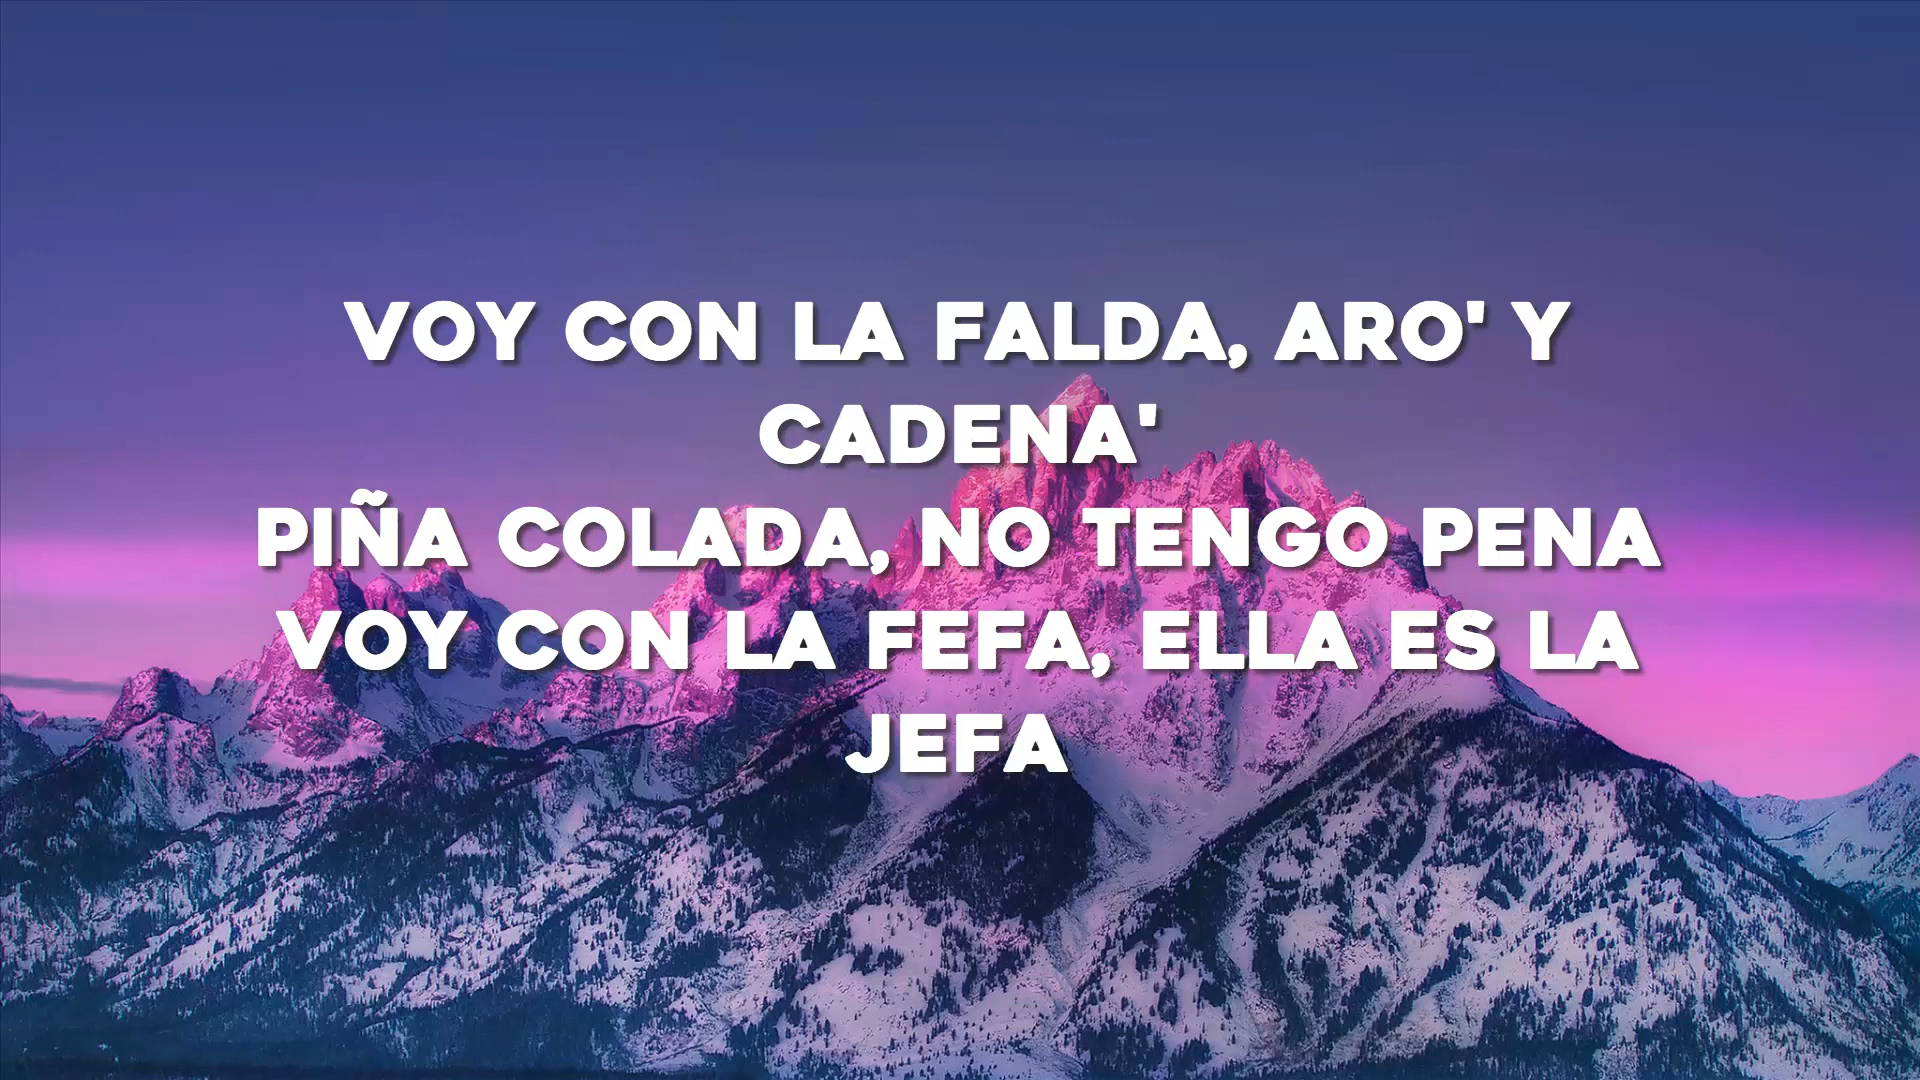 VOY CON LA FALDA, ARO' Y
CADENA'
PIÑA COLADA, NO TENGO PENA
VOY CON LA FEFA, ELLA ES LA
JEFA